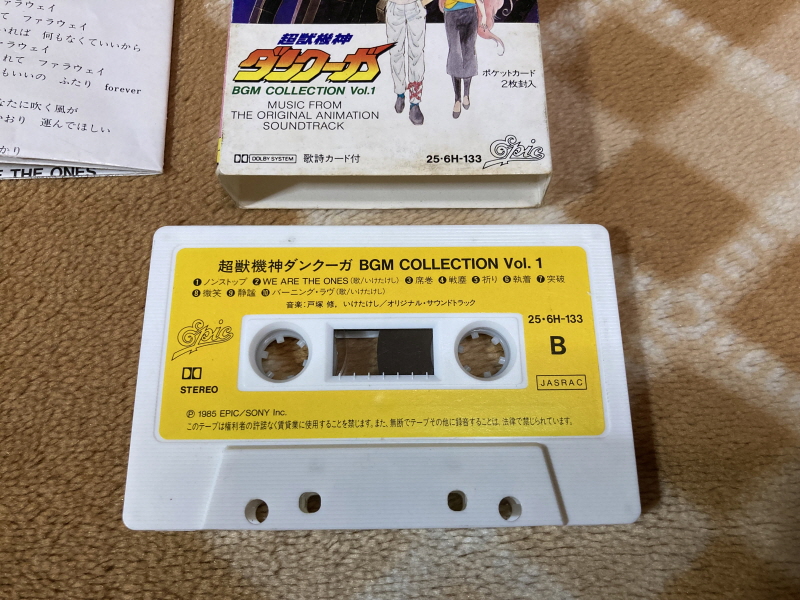 ァラウェイ
て ファラウェイ
いれば 何もなくていいから
ァラウェイ
れて ファラウェイ
もいいの ふたり forever
なたに吹く風が
おり 運んでほしい
かり
E THE ONES
超獣機神
ダンクーガ
BGM COLLECTION Vol.1
MUSIC FROM
THE ORIGINAL ANIMATION
SOUNDTRACK
ポケットカード
2枚封入
DOLBY SYSTEM 歌詩カード付
25・6H-133 Epic
超獣機神ダンクーガ BGM COLLECTION Vol. 1
❶ノンストップ ❷WE ARE THE ONES(歌/いけたけし) ❸席巻 ❹戦塵 ❺祈り ❻執着 ❼突破
❽微笑 ❾静謐 ❿バーニング・ラヴ(歌/いけたけし)
音楽:戸塚 修，いけたけし/オリジナル・サウンドトラック
Epic
25・6H-133
B
STEREO
JASRAC
Ⓟ 1985 EPIC/SONY Inc.
このテープは権利者の許諾なく賃貸業に使用することを禁じます。また、無断でテープその他に録音することは、法律で禁じられています。